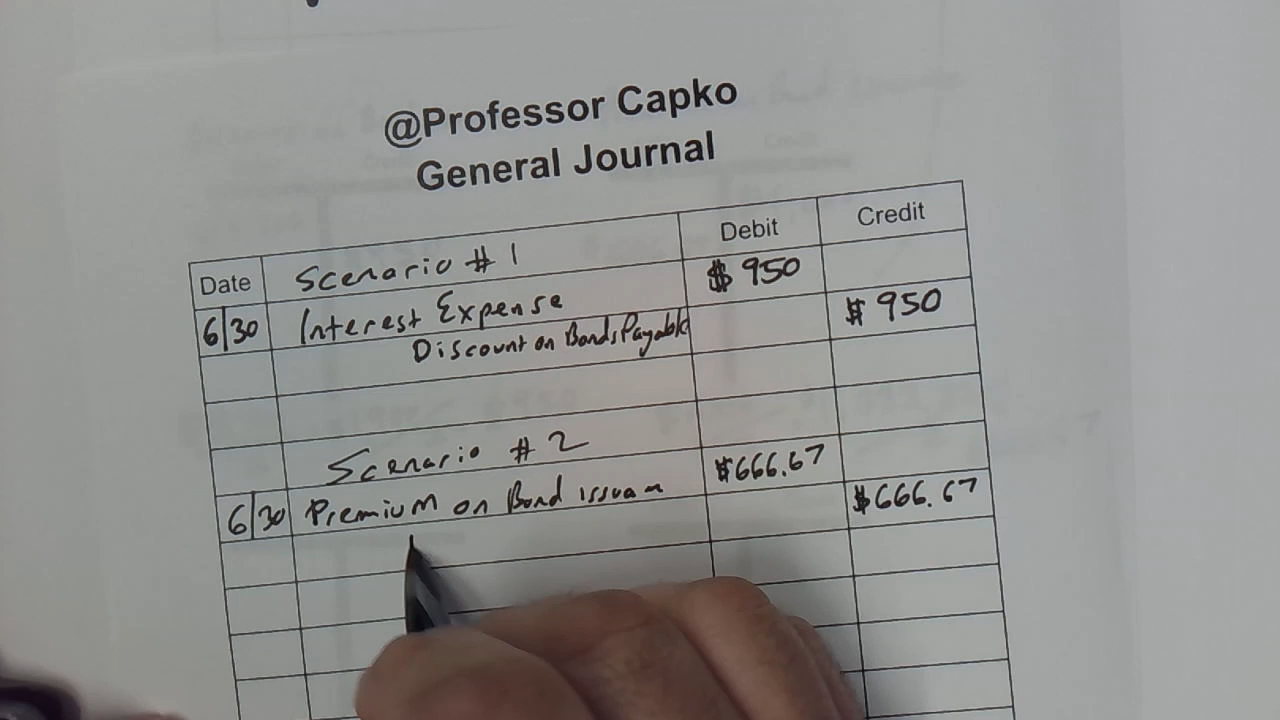 @Professor Capko
General Journal
Date Scenario #1 Debit Credit
6/30 Interest Expense $950
Discount on Bonds Payable $950
Scenario #2
6/30 Premium on Bond issuan $666.67
$666.67